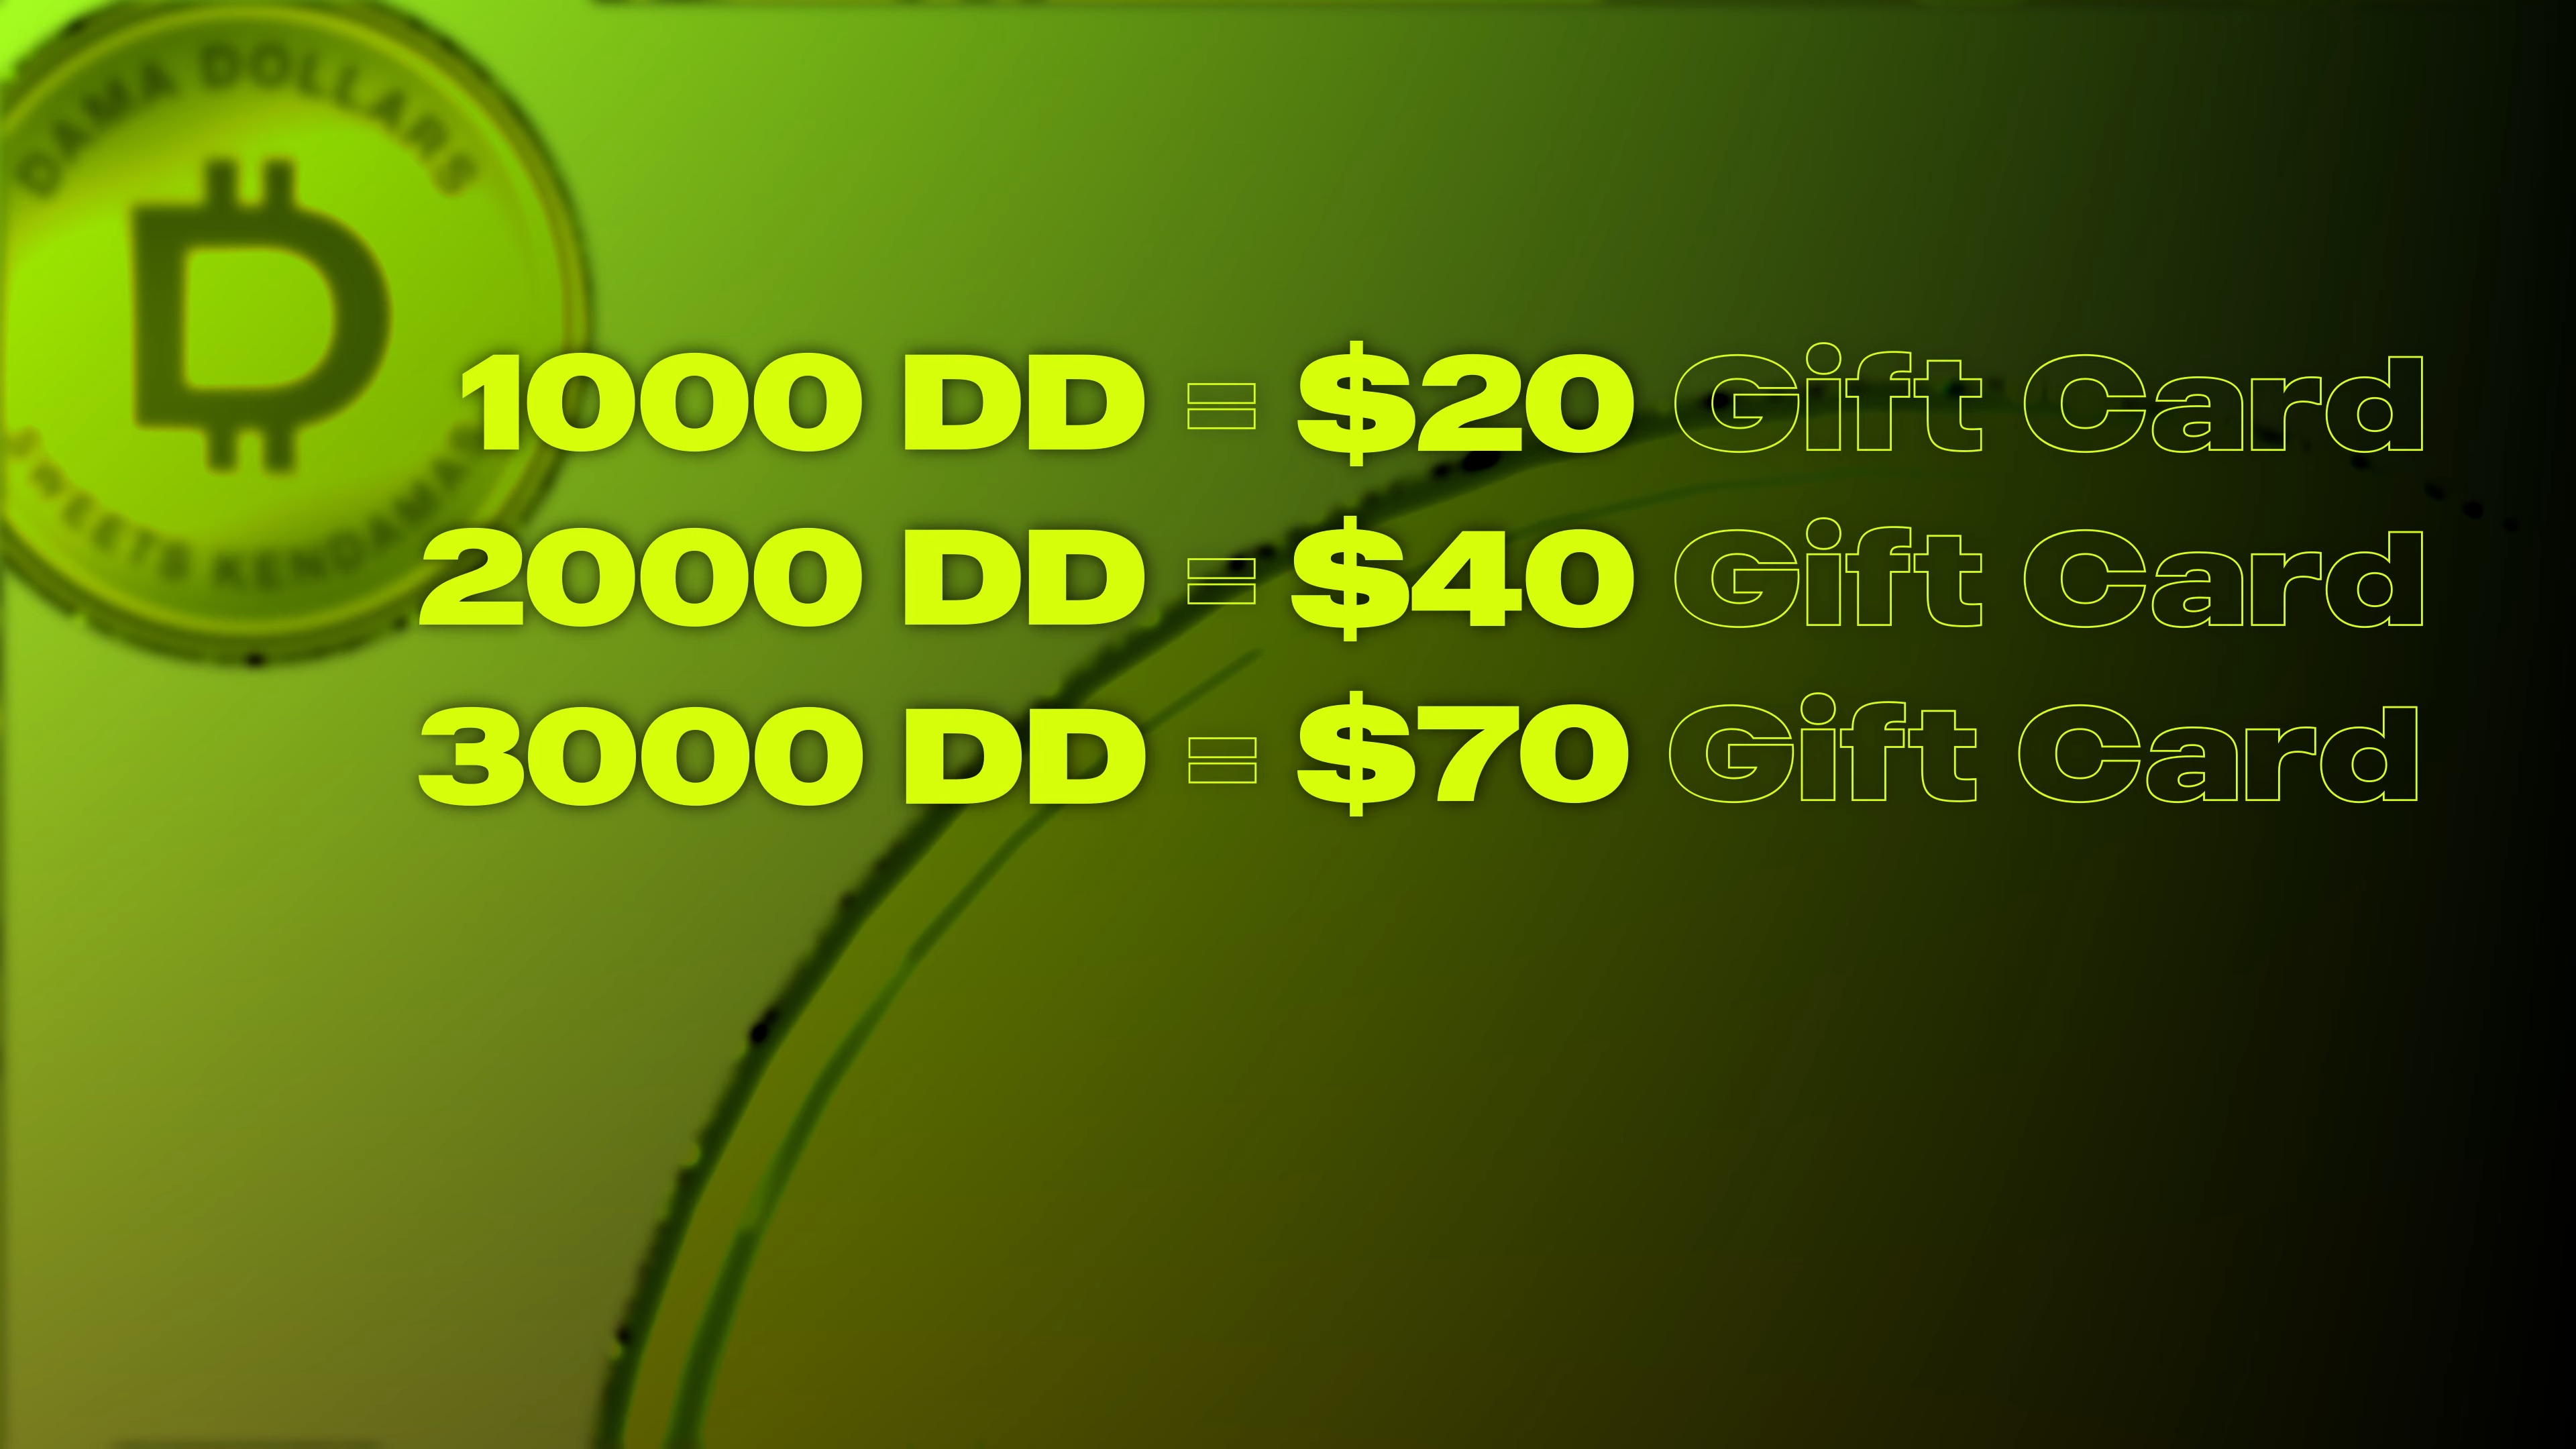 DAMA DOLLARS
D
SWEETS KENDAMAS
1000 DD = $20 Gift Card
2000 DD = $40 Gift Card
3000 DD = $70 Gift Card